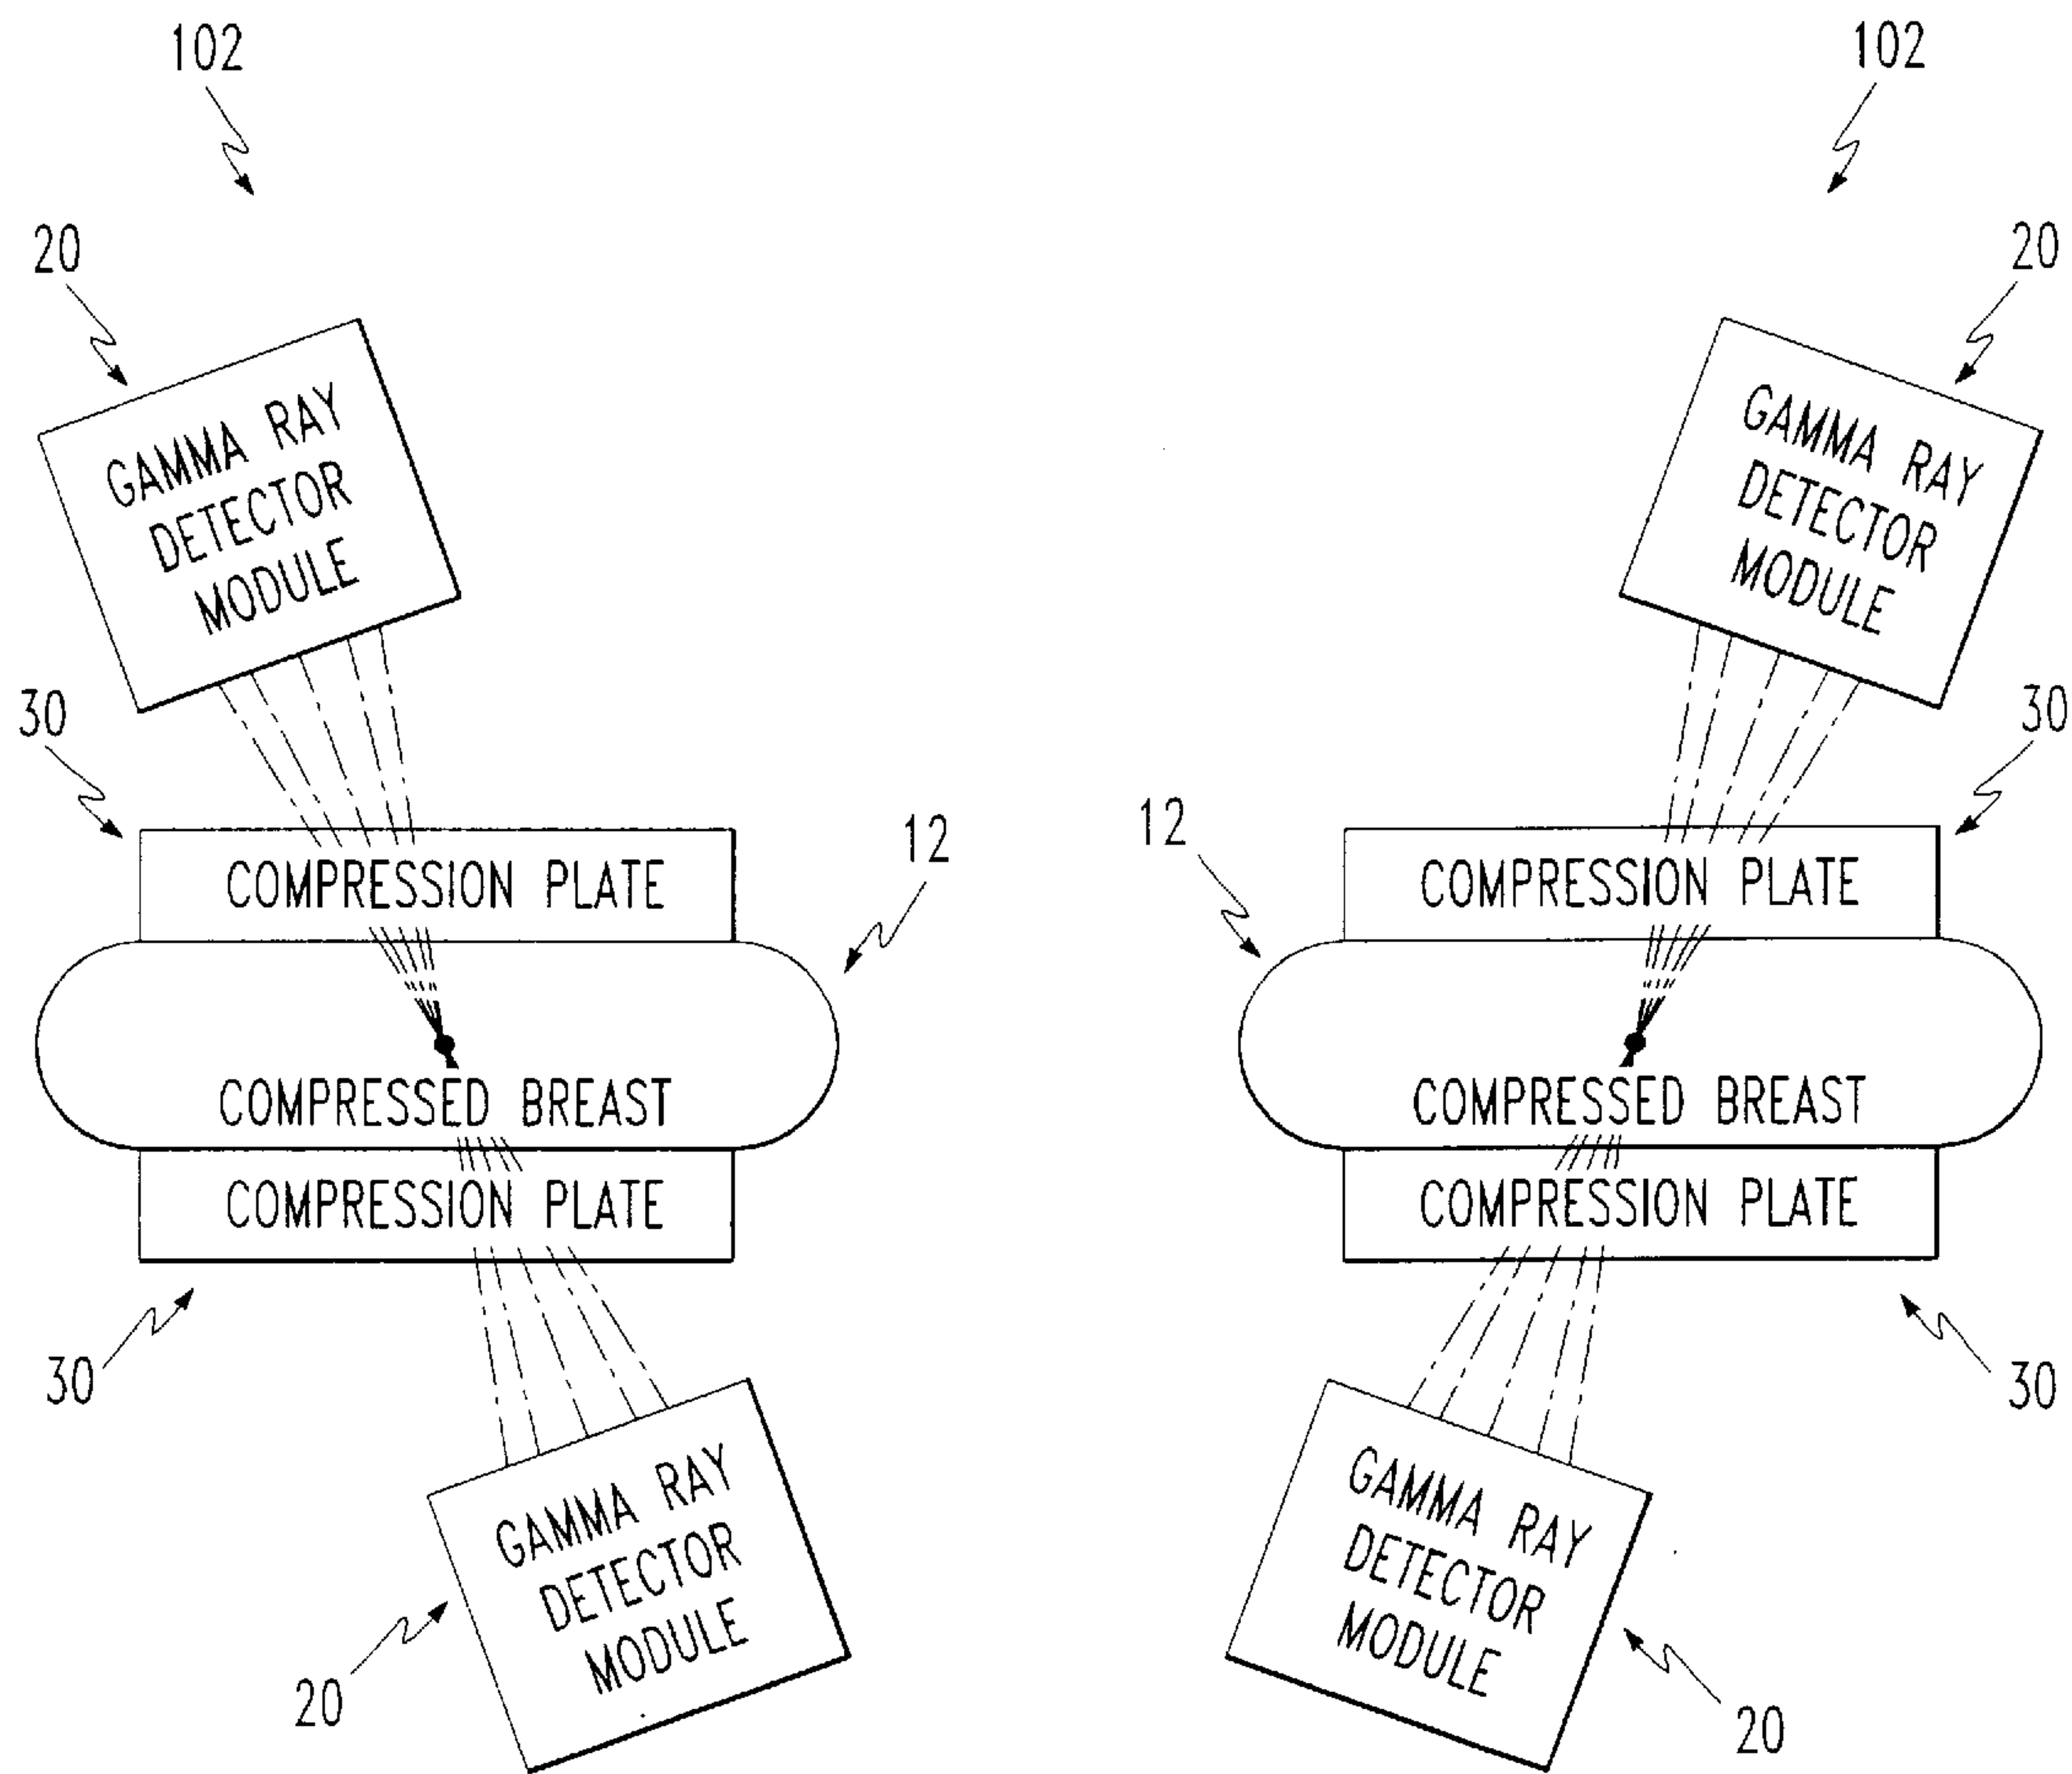 102
20
GAMMA RAY
DETECTOR
MODULE
30
COMPRESSION PLATE
12
COMPRESSED BREAST
COMPRESSION PLATE
30
GAMMA RAY
DETECTOR
MODULE
20
102
20
GAMMA RAY
DETECTOR
MODULE
30
12
COMPRESSION PLATE
COMPRESSED BREAST
COMPRESSION PLATE
30
GAMMA RAY
DETECTOR
MODULE
20